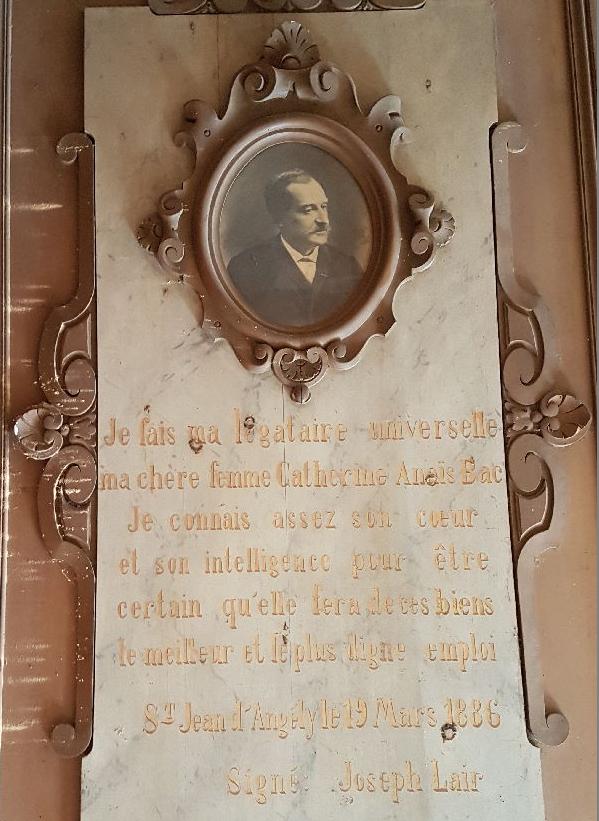 Je fais ma légataire universelle
ma chère femme Catherine Anaïs Bac
Je connais assez son cœur
et son intelligence pour être
certain qu'elle fera de ces biens
le meilleur et le plus digne emploi
St Jean d'Angély le 19 Mars 1886
Signé Joseph Lair